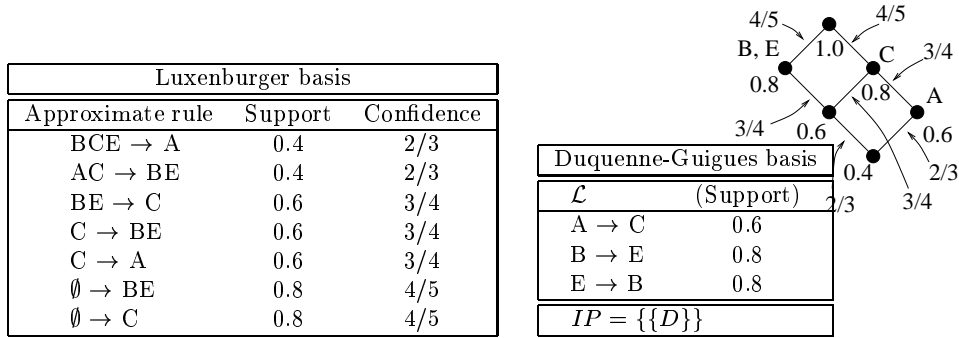 Luxenburger basis
Approximate rule Support Confidence
BCE → A 0.4 2/3
AC → BE 0.4 2/3
BE → C 0.6 3/4
C → BE 0.6 3/4
C → A 0.6 3/4
∅ → BE 0.8 4/5
∅ → C 0.8 4/5
4/5 4/5
B, E 1.0 C 3/4
0.8 0.8 A
3/4 0.6 0.6
0.4 2/3
2/3 3/4
Duquenne-Guigues basis
ℒ (Support)
A → C 0.6
B → E 0.8
E → B 0.8
IP = {{D}}